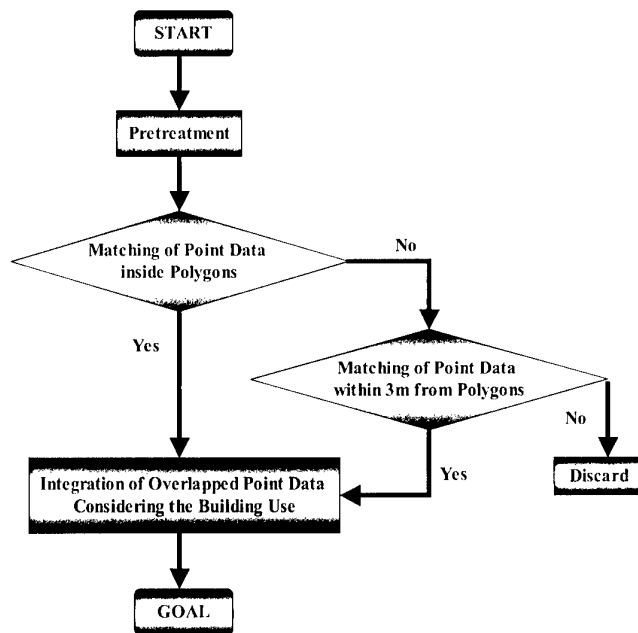 START
Pretreatment
Matching of Point Data
inside Polygons
No
Yes
Matching of Point Data
within 3m from Polygons
No
Yes
Integration of Overlapped Point Data
Considering the Building Use
Discard
GOAL